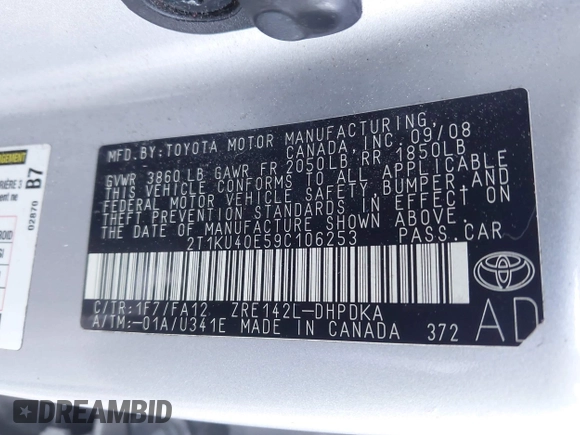 MFD. BY: TOYOTA MOTOR MANUFACTURING
CANADA, INC. 09/08
GVWR 3860 LB GAWR FR 2050LB RR 1850LB
THIS VEHICLE CONFORMS TO ALL APPLICABLE
FEDERAL MOTOR VEHICLE SAFETY, BUMPER, AND
THEFT PREVENTION STANDARDS IN EFFECT ON
THE DATE OF MANUFACTURE SHOWN ABOVE.
2T1KU40E59C106253 PASS. CAR
C/TR: 1F7/FA12 ZRE142L-DHPDKA
A/TM: -01A/U341E MADE IN CANADA 372
AD
TOYOTA
B7
02870
DREAMBID